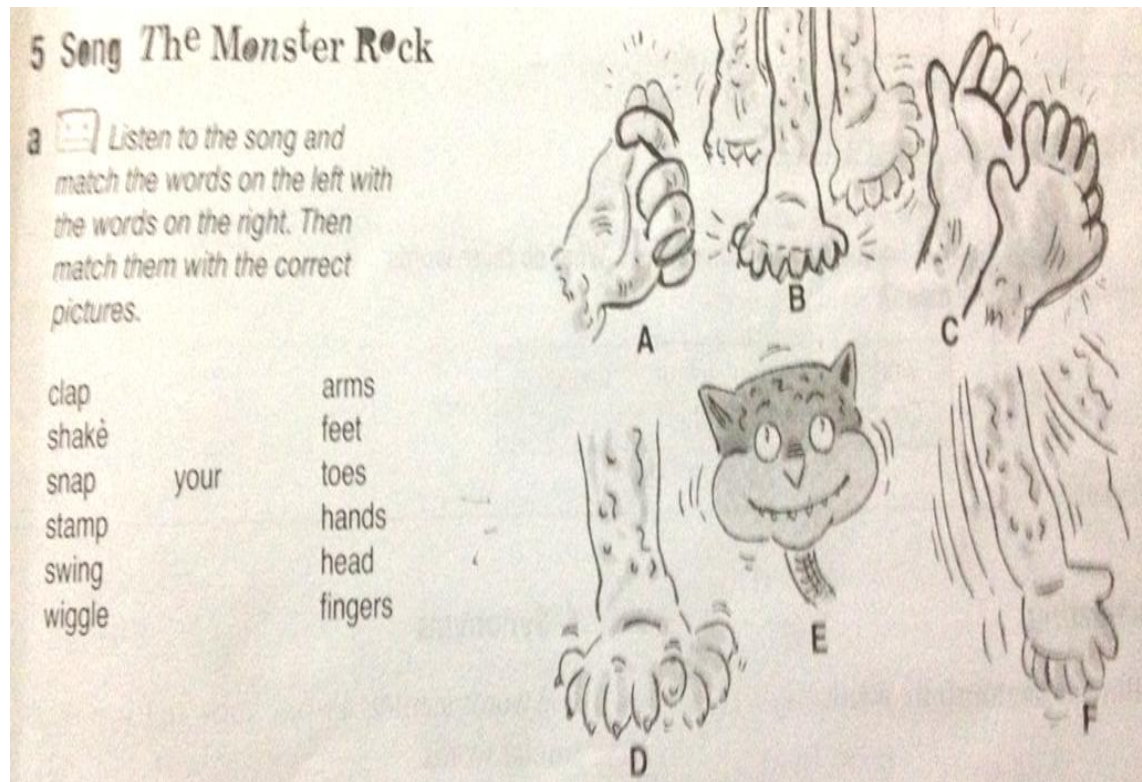 5 Song The Monster Rock
a Listen to the song and
match the words on the left with
the words on the right. Then
match them with the correct
pictures.
clap arms
shake feet
snap your toes
stamp hands
swing head
wiggle fingers
A
B
C
D
E
F